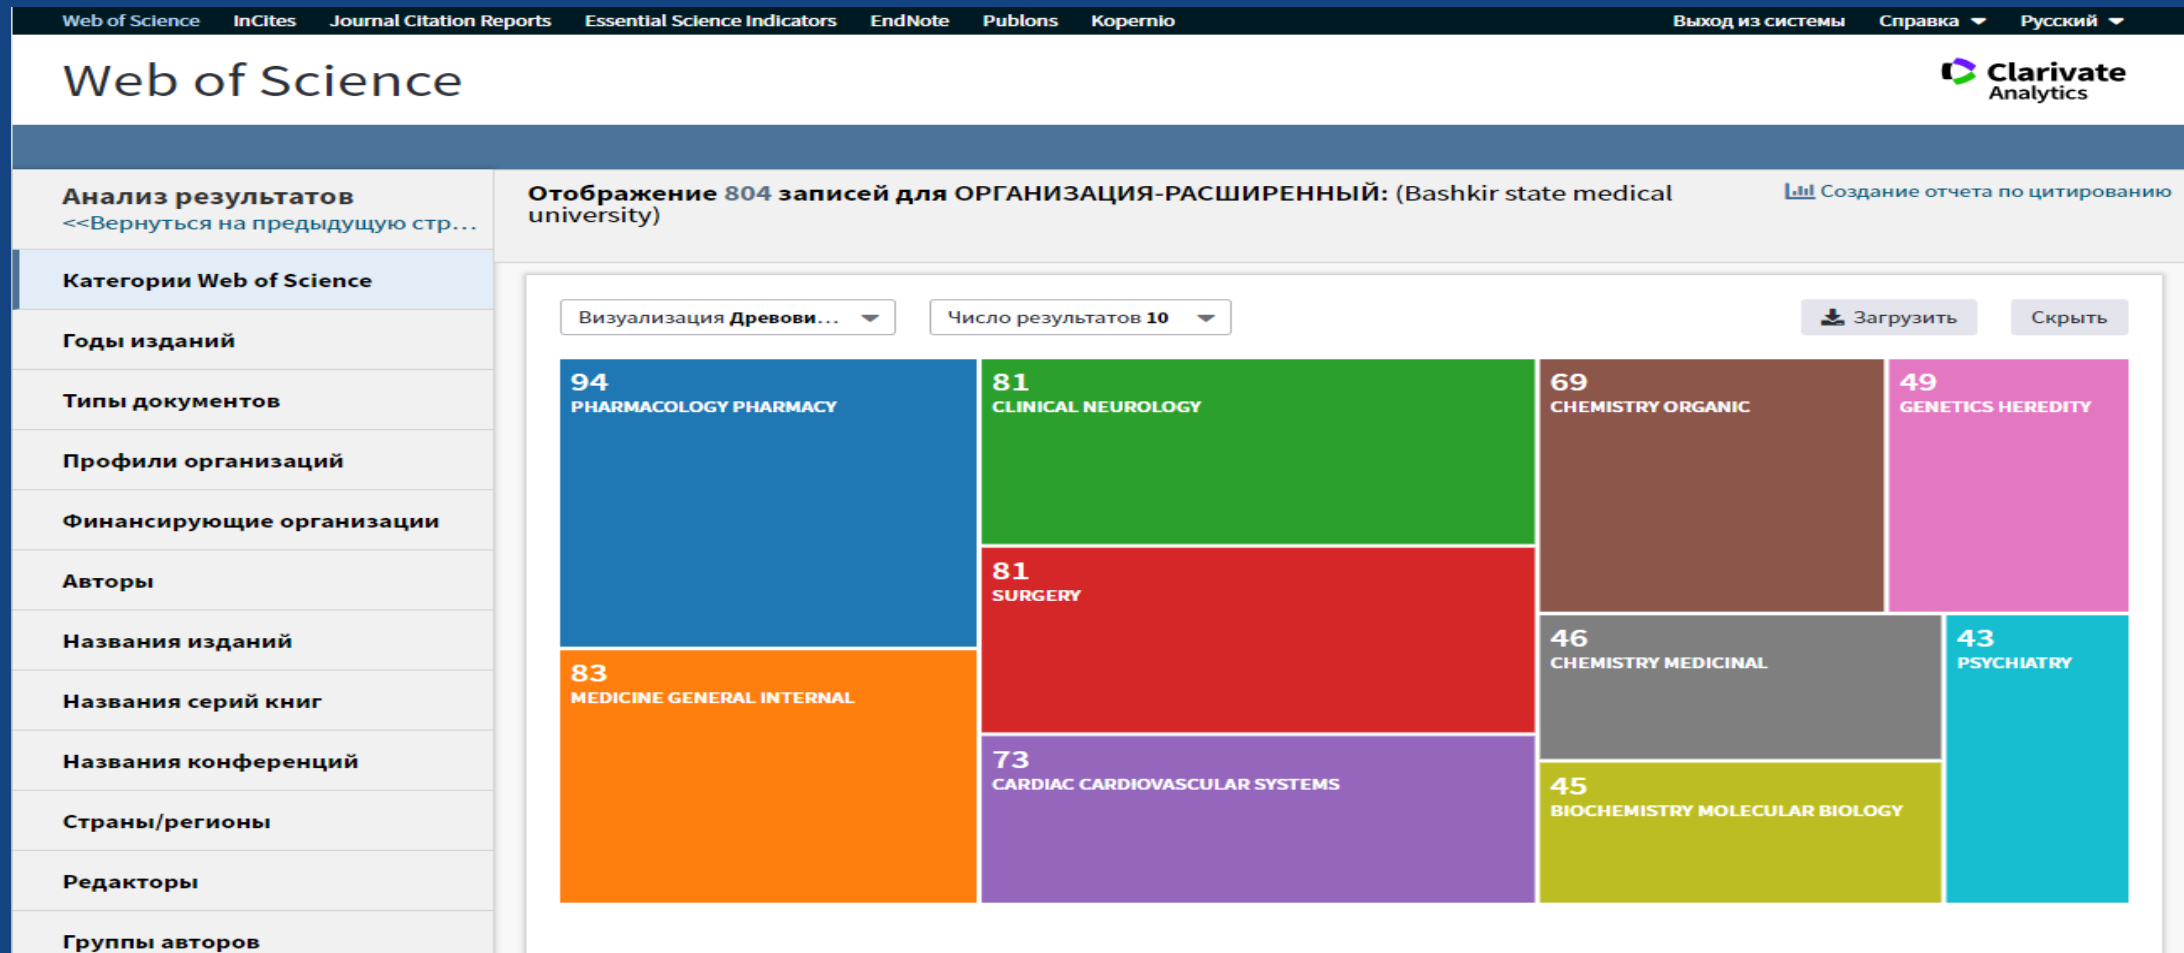 Web of Science InCites Journal Citation Reports Essential Science Indicators EndNote Publons Kopernio Выход из системы Справка Русский
Web of Science
Clarivate
Analytics
Анализ результатов
<<Вернуться на предыдущую стр...
Отображение 804 записей для ОРГАНИЗАЦИЯ-РАСШИРЕННЫЙ: (Bashkir state medical
university)
Создание отчета по цитированию
Категории Web of Science
Годы изданий
Типы документов
Профили организаций
Финансирующие организации
Авторы
Названия изданий
Названия серий книг
Названия конференций
Страны/регионы
Редакторы
Группы авторов
Визуализация Древови... Число результатов 10 Загрузить Скрыть
94
PHARMACOLOGY PHARMACY
83
MEDICINE GENERAL INTERNAL
81
CLINICAL NEUROLOGY
81
SURGERY
73
CARDIAC CARDIOVASCULAR SYSTEMS
69
CHEMISTRY ORGANIC
49
GENETICS HEREDITY
46
CHEMISTRY MEDICINAL
43
PSYCHIATRY
45
BIOCHEMISTRY MOLECULAR BIOLOGY